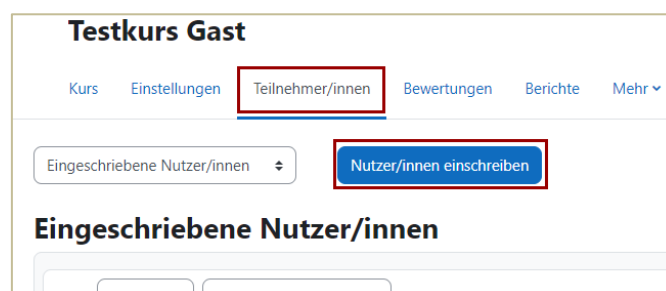 Testkurs Gast
Kurs Einstellungen Teilnehmer/innen Bewertungen Berichte Mehr
Eingeschriebene Nutzer/innen Nutzer/innen einschreiben
Eingeschriebene Nutzer/innen